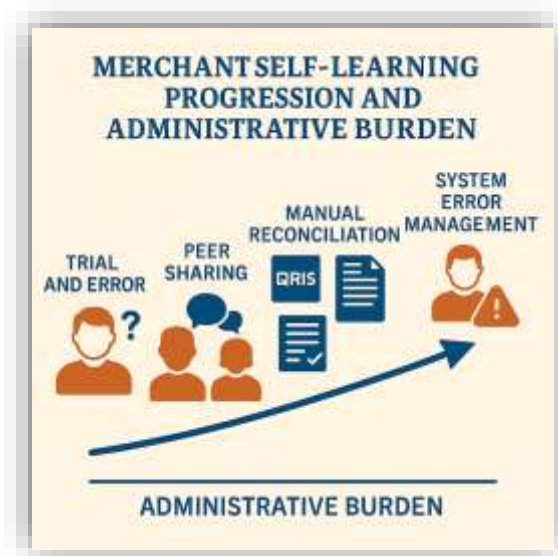 MERCHANT SELF-LEARNING
PROGRESSION AND
ADMINISTRATIVE BURDEN
TRIAL
AND ERROR
?
PEER
SHARING
MANUAL
RECONCILIATION
QRIS
SYSTEM
ERROR
MANAGEMENT
!
ADMINISTRATIVE BURDEN